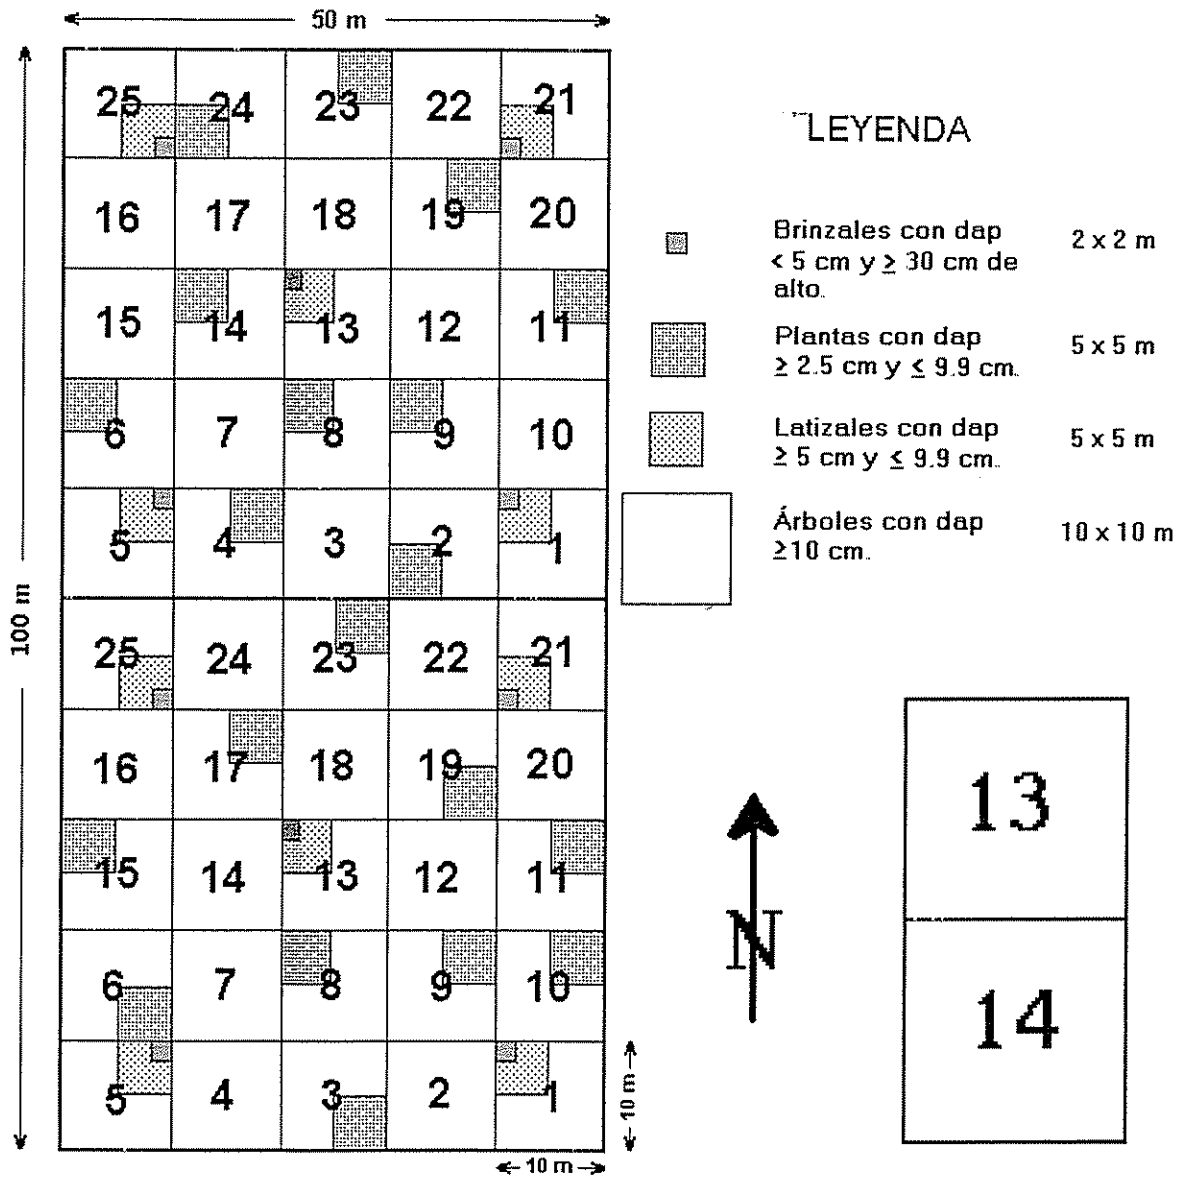 50 m
25 24 23 22 21
16 17 18 19 20
15 14 13 12 11
6 7 8 9 10
5 4 3 2 1
25 24 23 22 21
16 17 18 19 20
15 14 13 12 11
6 7 8 9 10
5 4 3 2 1
100 m
10 m
10 m
LEYENDA
Brinzales con dap 2 x 2 m
< 5 cm y ≥ 30 cm de
alto.
Plantas con dap 5 x 5 m
≥ 2.5 cm y ≤ 9.9 cm.
Latizales con dap 5 x 5 m
≥ 5 cm y ≤ 9.9 cm.
Árboles con dap 10 x 10 m
≥10 cm.
N
13
14